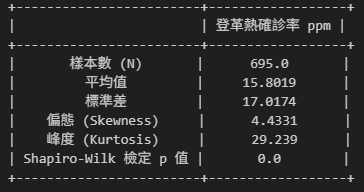 登革熱確診率 ppm
樣本數 (N) 695.0
平均值 15.8019
標準差 17.0174
偏態 (Skewness) 4.4331
峰度 (Kurtosis) 29.239
Shapiro-Wilk 檢定 p 值 0.0